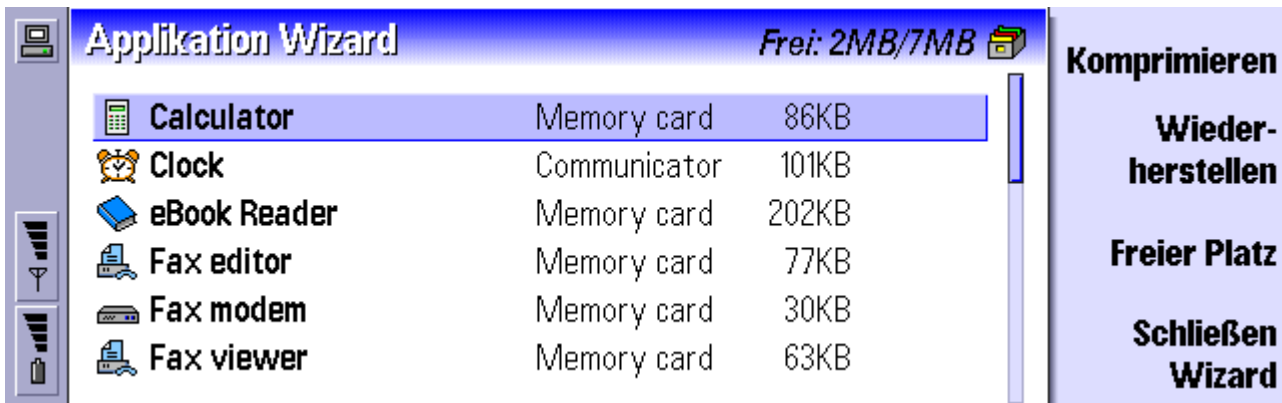 Applikation Wizard Frei: 2MB/7MB
Calculator Memory card 86KB
Clock Communicator 101KB
eBook Reader Memory card 202KB
Fax editor Memory card 77KB
Fax modem Memory card 30KB
Fax viewer Memory card 63KB
Komprimieren
Wieder-
herstellen
Freier Platz
Schließen
Wizard